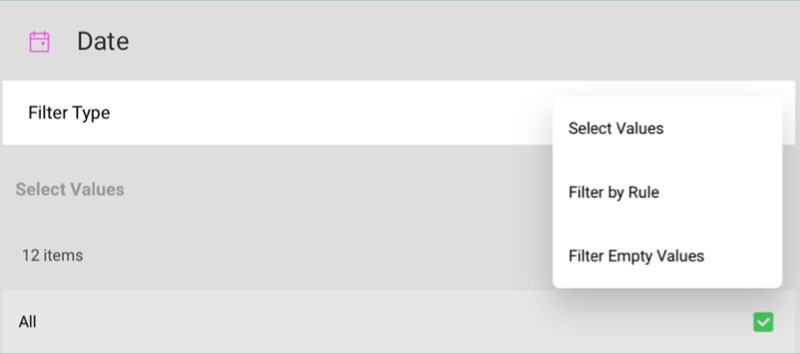 Date
Filter Type
Select Values
Filter by Rule
Filter Empty Values
Select Values
12 items
All